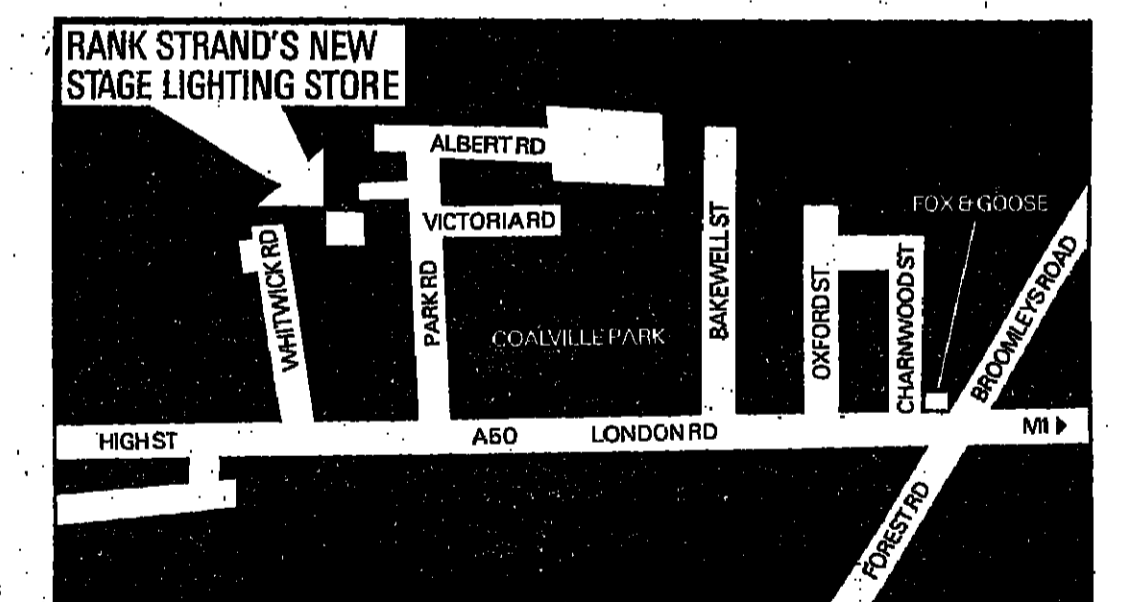 RANK STRAND'S NEW
STAGE LIGHTING STORE
ALBERT RD
VICTORIA RD
FOX & GOOSE
WHITWICK RD
PARK RD
COALVILLE PARK
BAKEWELL ST
OXFORD ST.
CHARNWOOD ST
BROOMLEYS ROAD
HIGH ST
A50
LONDON RD
M1
FOREST RD